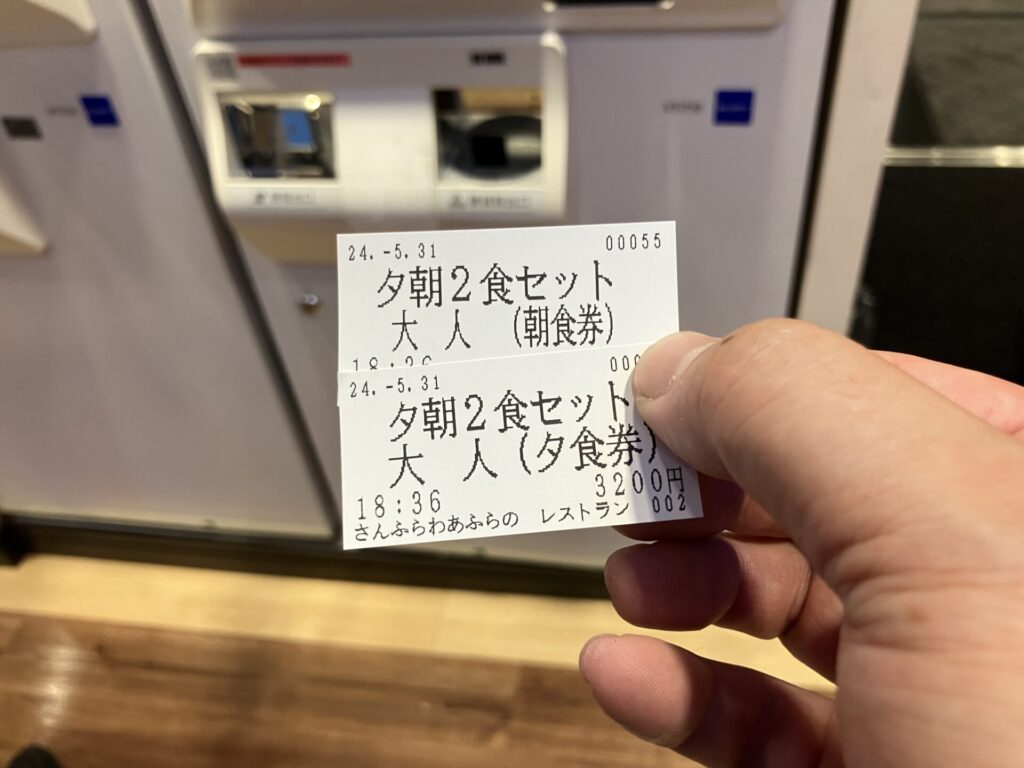 24.-5.31 00055
夕朝2食セット
大 人 (朝食券)
24.-5.31
夕朝2食セット
大 人 (夕食券)
18:36 3200円
さんふらわあふらの レストラン 002